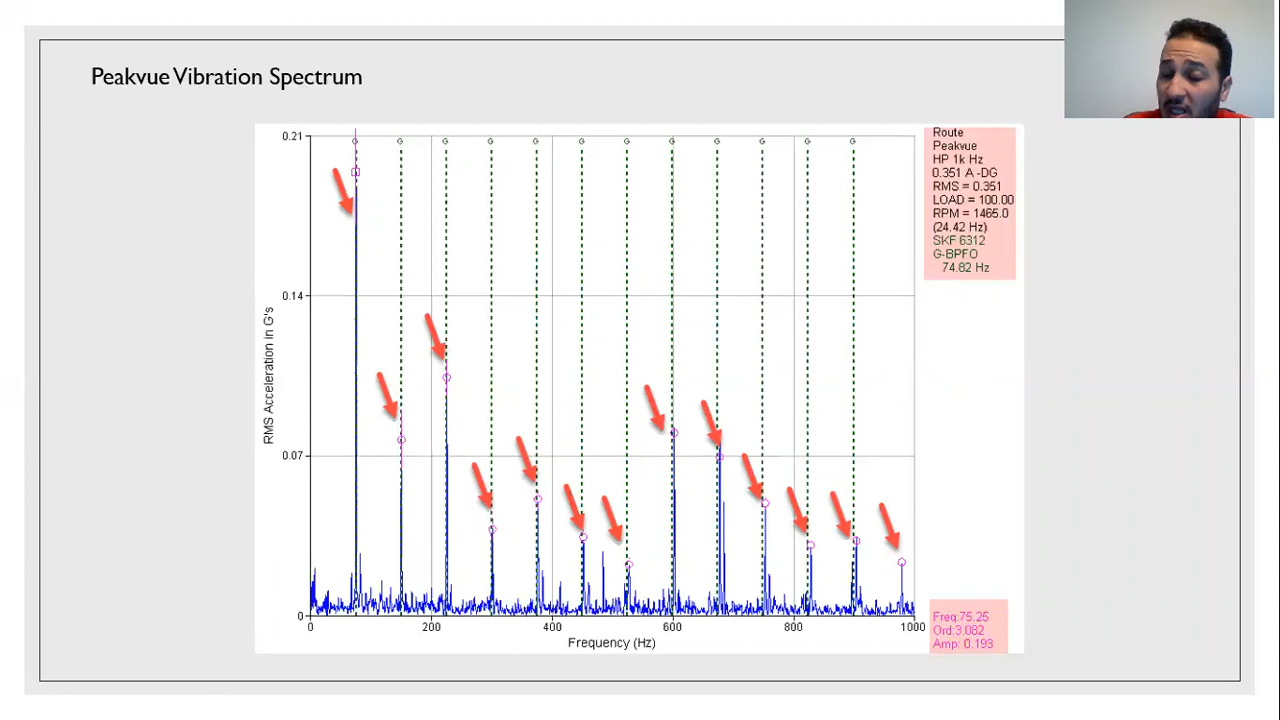 Peakvue Vibration Spectrum
0.21
0.14
0.07
0
RMS Acceleration in G's
G G G G G G G G G G G G
0 200 400 600 800 1000
Frequency (Hz)
Route
Peakvue
HP 1k Hz
0.351 A -DG
RMS = 0.351
LOAD = 100.00
RPM = 1465.0
(24.42 Hz)
SKF 6312
G-BPFO
74.82 Hz
Freq:75.25
Ord:3.082
Amp: 0.193